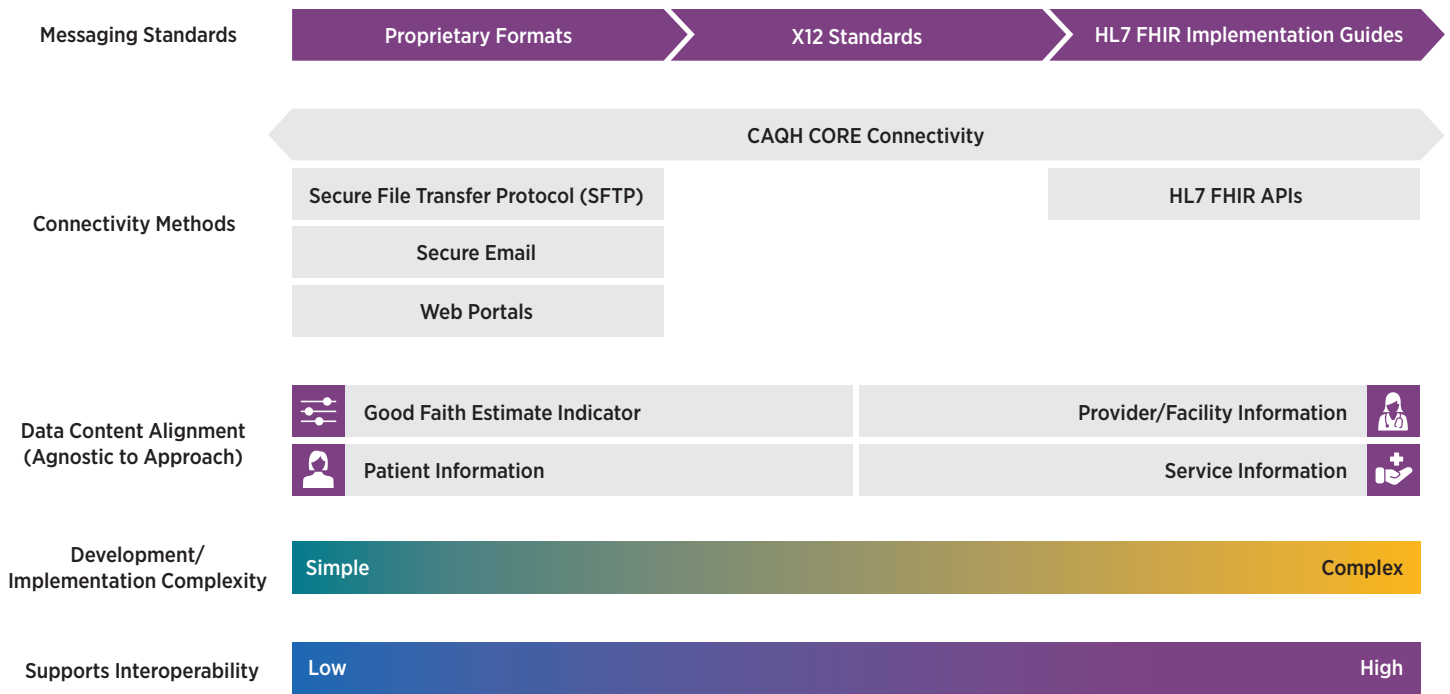 Messaging Standards
Proprietary Formats
X12 Standards
HL7 FHIR Implementation Guides
CAQH CORE Connectivity
Connectivity Methods
Secure File Transfer Protocol (SFTP)
HL7 FHIR APIs
Secure Email
Web Portals
Data Content Alignment
(Agnostic to Approach)
Good Faith Estimate Indicator
Provider/Facility Information
Patient Information
Service Information
Development/
Implementation Complexity
Simple
Complex
Supports Interoperability
Low
High